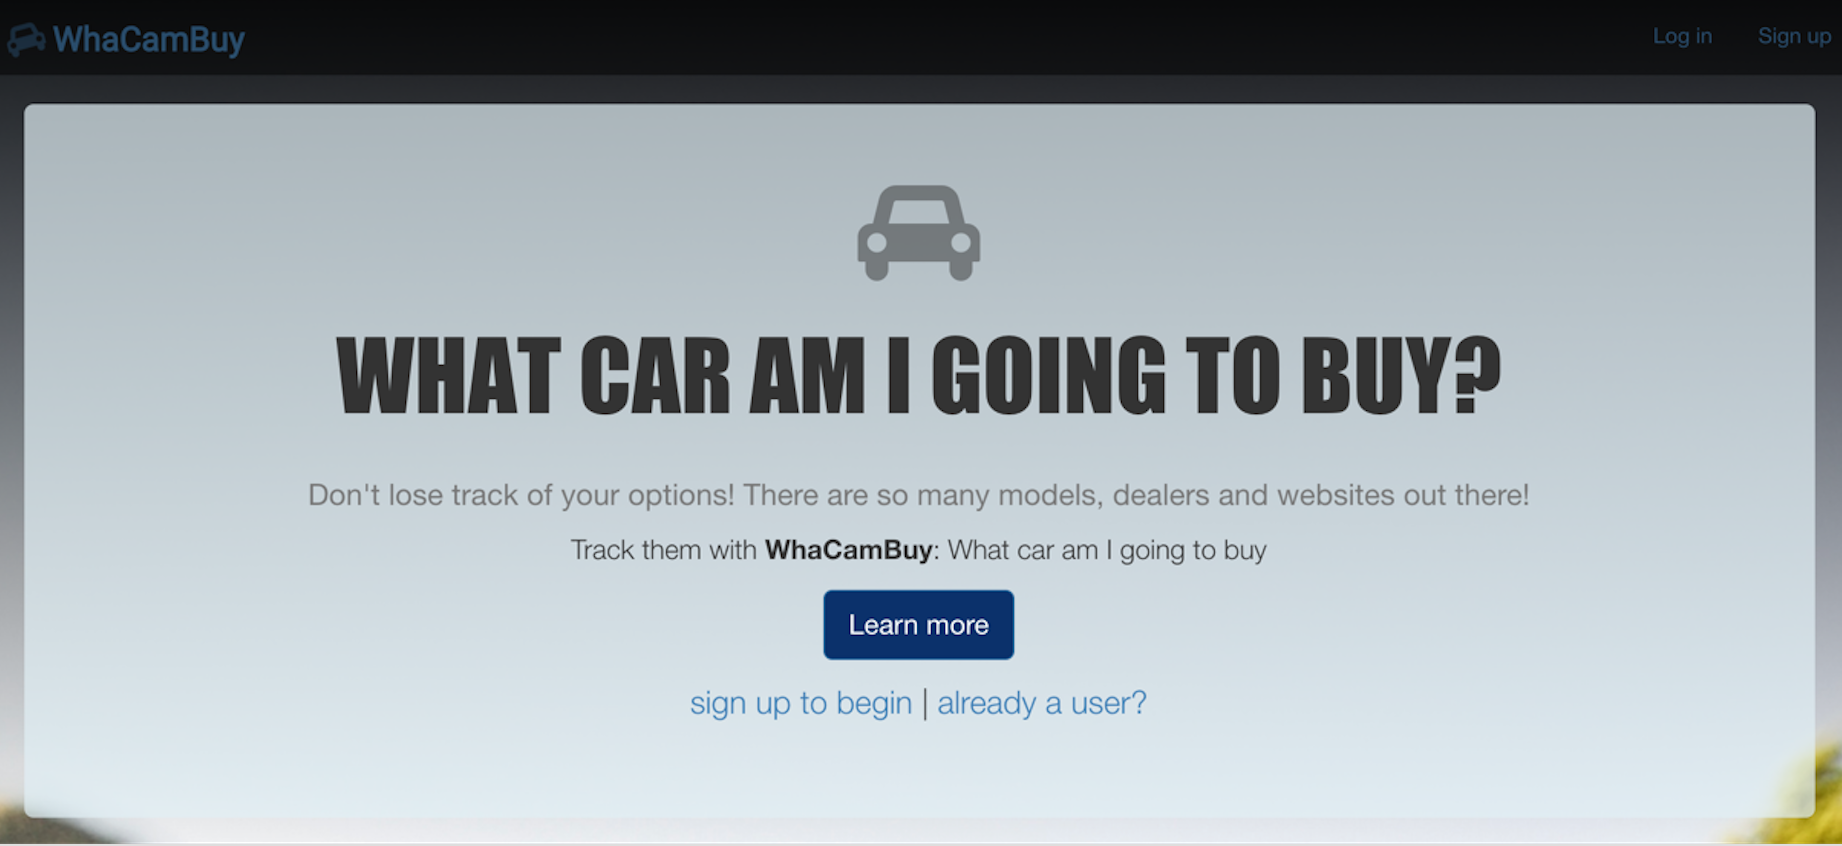 WhaCamBuy
Log in
Sign up
WHAT CAR AM I GOING TO BUY?
Don't lose track of your options! There are so many models, dealers and websites out there!
Track them with WhaCamBuy: What car am I going to buy
Learn more
sign up to begin | already a user?